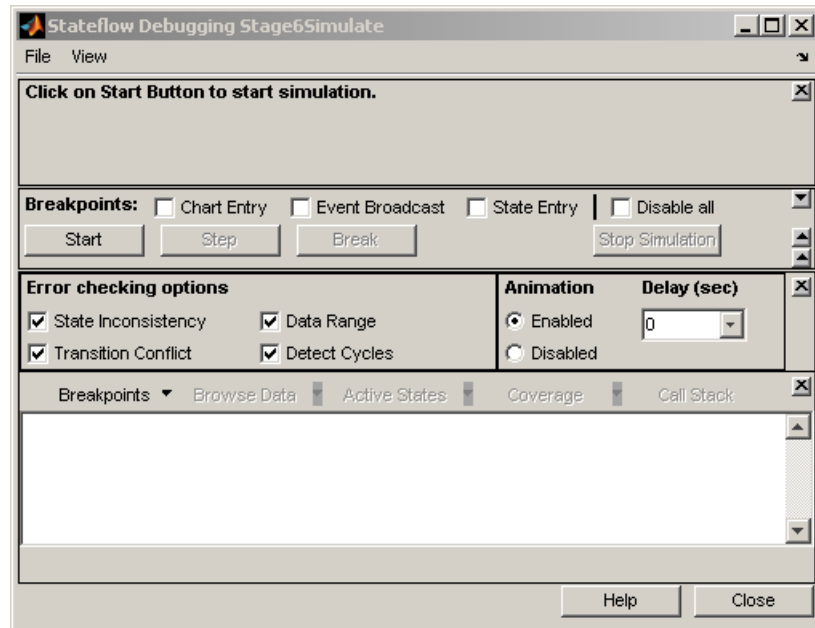 Stateflow Debugging Stage6Simulate
File View
Click on Start Button to start simulation.
Breakpoints: Chart Entry Event Broadcast State Entry Disable all
Start Step Break Stop Simulation
Error checking options Animation Delay (sec)
State Inconsistency Data Range Enabled 0
Transition Conflict Detect Cycles Disabled
Breakpoints Browse Data Active States Coverage Call Stack
Help Close